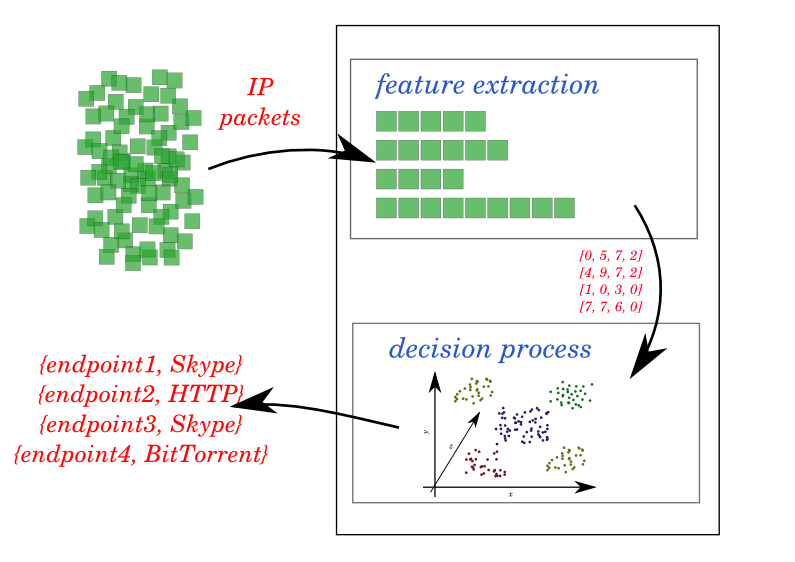 IP
packets
feature extraction
[0, 5, 7, 2]
[4, 9, 7, 2]
[1, 0, 3, 0]
[7, 7, 6, 0]
decision process
y
z
x
{endpoint1, Skype}
{endpoint2, HTTP}
{endpoint3, Skype}
{endpoint4, BitTorrent}